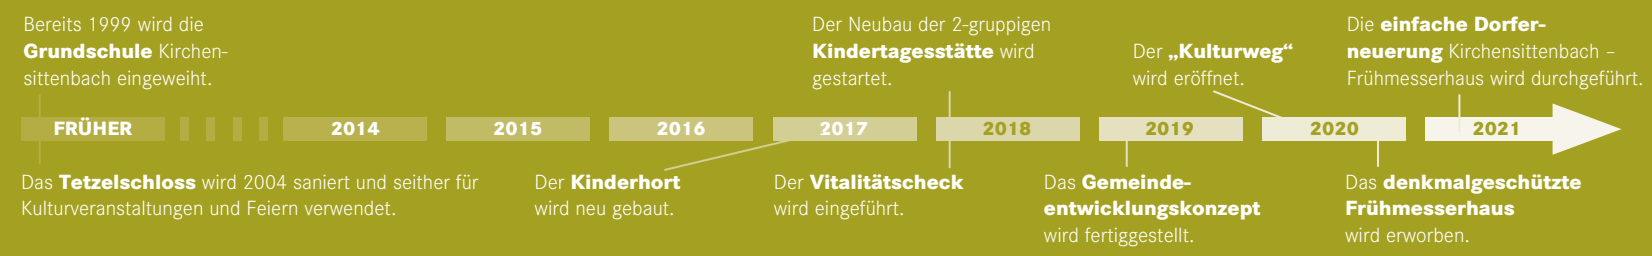 Bereits 1999 wird die
Grundschule Kirchen-
sittenbach eingeweiht.
Der Neubau der 2-gruppigen
Kindertagesstätte wird
gestartet.
Der „Kulturweg“
wird eröffnet.
Die einfache Dorfer-
neuerung Kirchensittenbach –
Frühmesserhaus wird durchgeführt.
FRÜHER 2014 2015 2016 2017 2018 2019 2020 2021
Das Tetzelschloss wird 2004 saniert und seither für
Kulturveranstaltungen und Feiern verwendet.
Der Kinderhort
wird neu gebaut.
Der Vitalitätscheck
wird eingeführt.
Das Gemeinde-
entwicklungskonzept
wird fertiggestellt.
Das denkmalgeschützte
Frühmesserhaus
wird erworben.